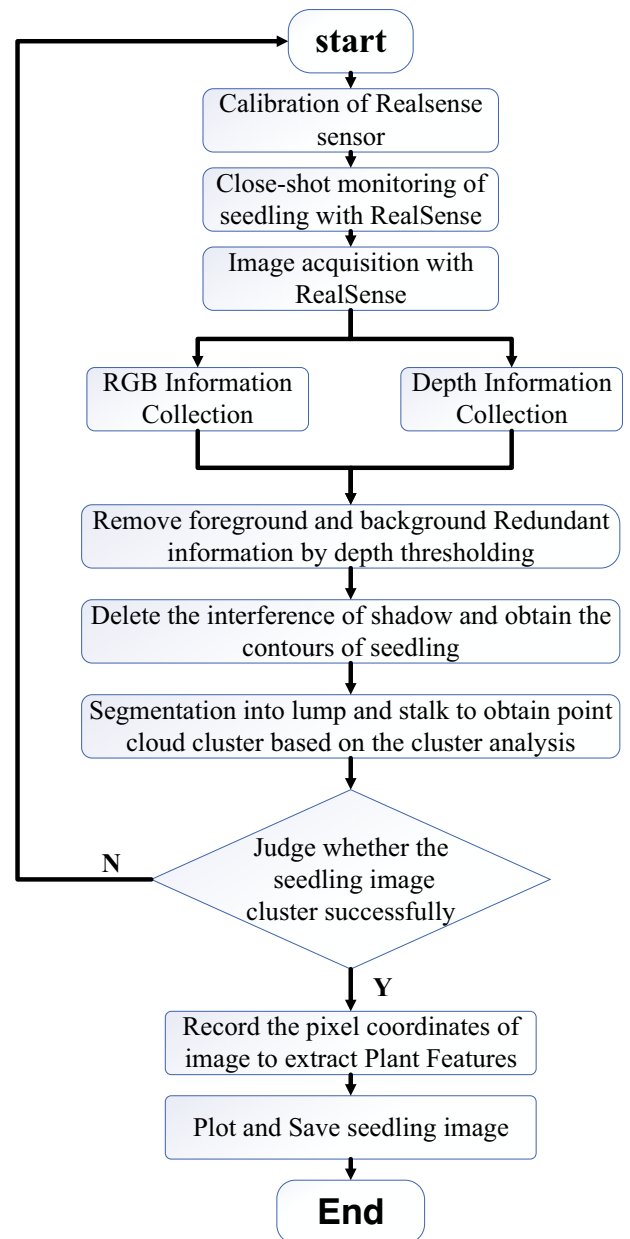 start
Calibration of Realsense
sensor
Close-shot monitoring of
seedling with RealSense
Image acquisition with
RealSense
RGB Information
Collection
Depth Information
Collection
Remove foreground and background Redundant
information by depth thresholding
Delete the interference of shadow and obtain the
contours of seedling
Segmentation into lump and stalk to obtain point
cloud cluster based on the cluster analysis
N
Judge whether the
seedling image
cluster successfully
Y
Record the pixel coordinates of
image to extract Plant Features
Plot and Save seedling image
End